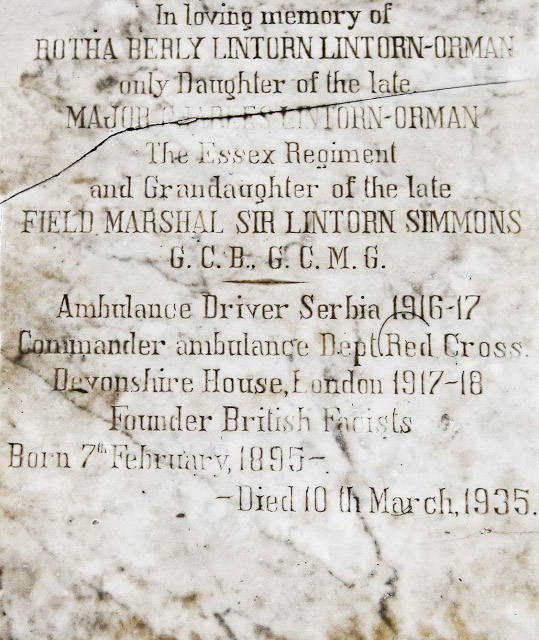 In loving memory of
ROTHA BERLY LINTORN LINTORN-ORMAN
only Daughter of the late
MAJOR CHARLES LINTORN-ORMAN
The Essex Regiment
and Grandaughter of the late
FIELD MARSHAL SIR LINTORN SIMMONS
G. C. B., G. C. M. G.
Ambulance Driver Serbia 1916-17
Commander ambulance Dept. Red Cross.
Devonshire House, London 1917-18
Founder British Facists
Born 7th February, 1895-
-Died 10 th March, 1935.